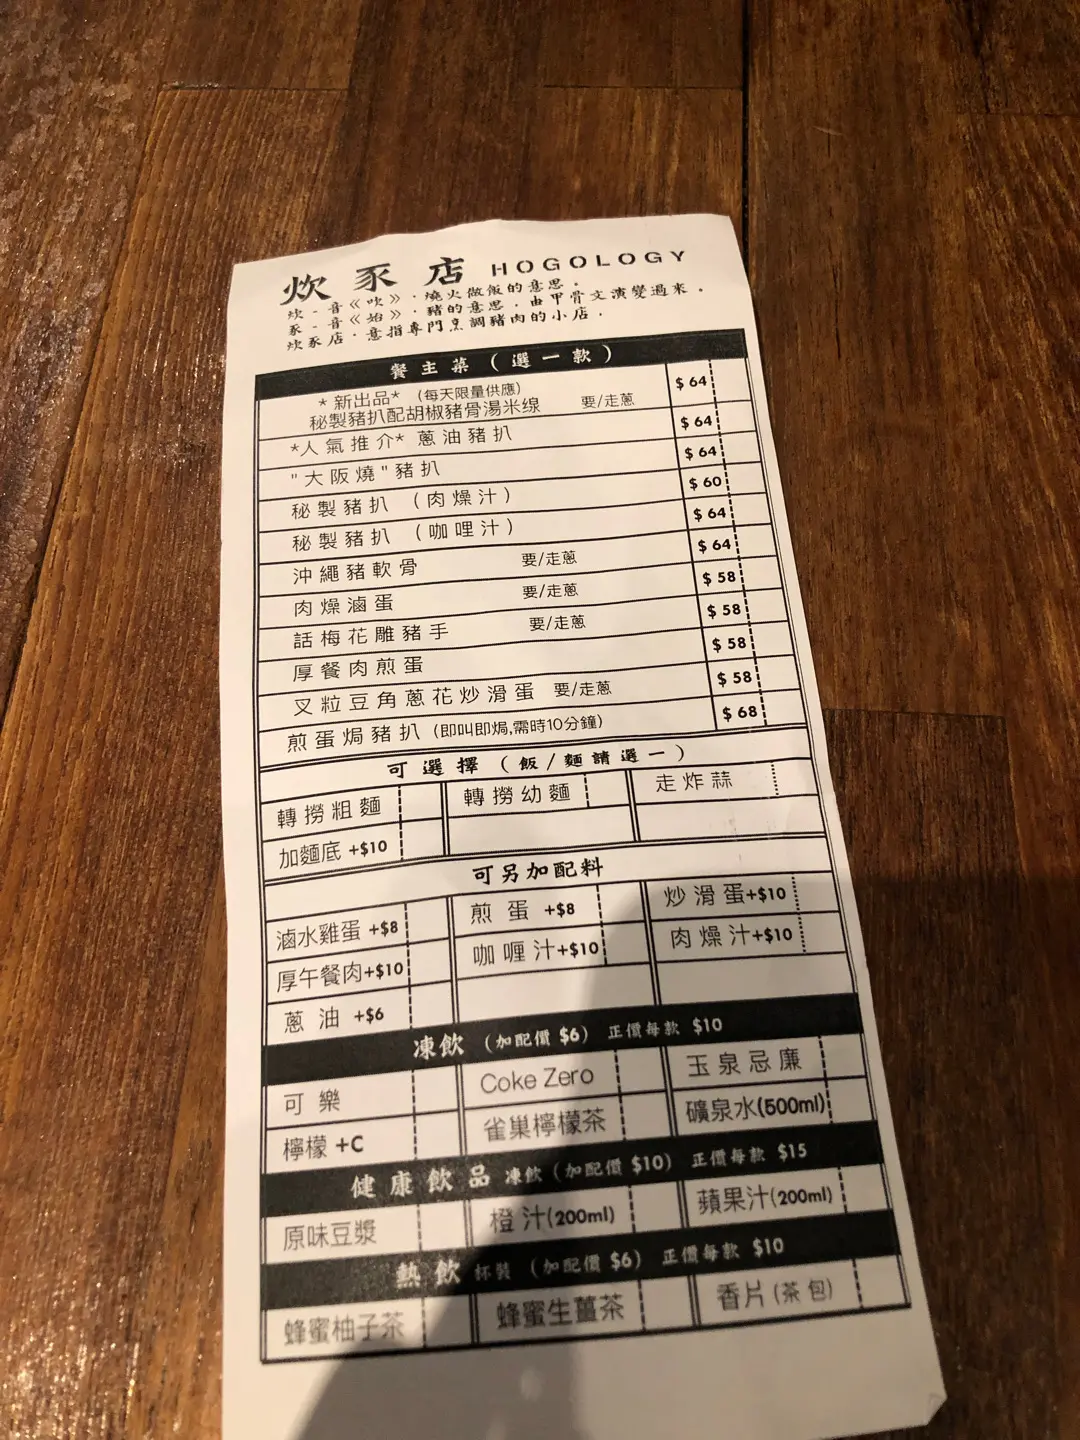 炊豕店 HOGOLOGY
炊-音《吹》·燒火做飯的意思。
豕-音《始》·豬的意思·由甲骨文演變過來。
炊豕店·意指專門烹調豬肉的小店·
餐主菜(選一款)
*新出品* (每天限量供應)
秘製豬扒配胡椒豬骨湯米線 要/走蔥 $64
*人氣推介* 蔥油豬扒 $64
"大阪燒"豬扒 $64
秘製豬扒 (肉燥汁) $60
秘製豬扒 (咖哩汁) $64
沖繩豬軟骨 要/走蔥 $64
肉燥滷蛋 要/走蔥 $58
話梅花雕豬手 要/走蔥 $58
厚餐肉煎蛋 $58
叉粒豆角蔥花炒滑蛋 要/走蔥 $58
煎蛋焗豬扒 (即叫即焗,需時10分鐘) $68
可選擇(飯/麵請選一)
轉撈粗麵 轉撈幼麵 走炸蒜
加麵底 +$10
可另加配料
滷水雞蛋 +$8 煎蛋 +$8 炒滑蛋+$10
厚午餐肉+$10 咖喱汁+$10 肉燥汁+$10
蔥油 +$6
凍飲 (加配價 $6) 正價每款 $10
可樂 Coke Zero 玉泉忌廉
檸檬 +C 雀巢檸檬茶 礦泉水(500ml)
健康飲品 凍飲(加配價 $10) 正價每款 $15
原味豆漿 橙汁(200ml) 蘋果汁(200ml)
熱飲 杯裝 (加配價 $6) 正價每款 $10
蜂蜜柚子茶 蜂蜜生薑茶 香片(茶包)